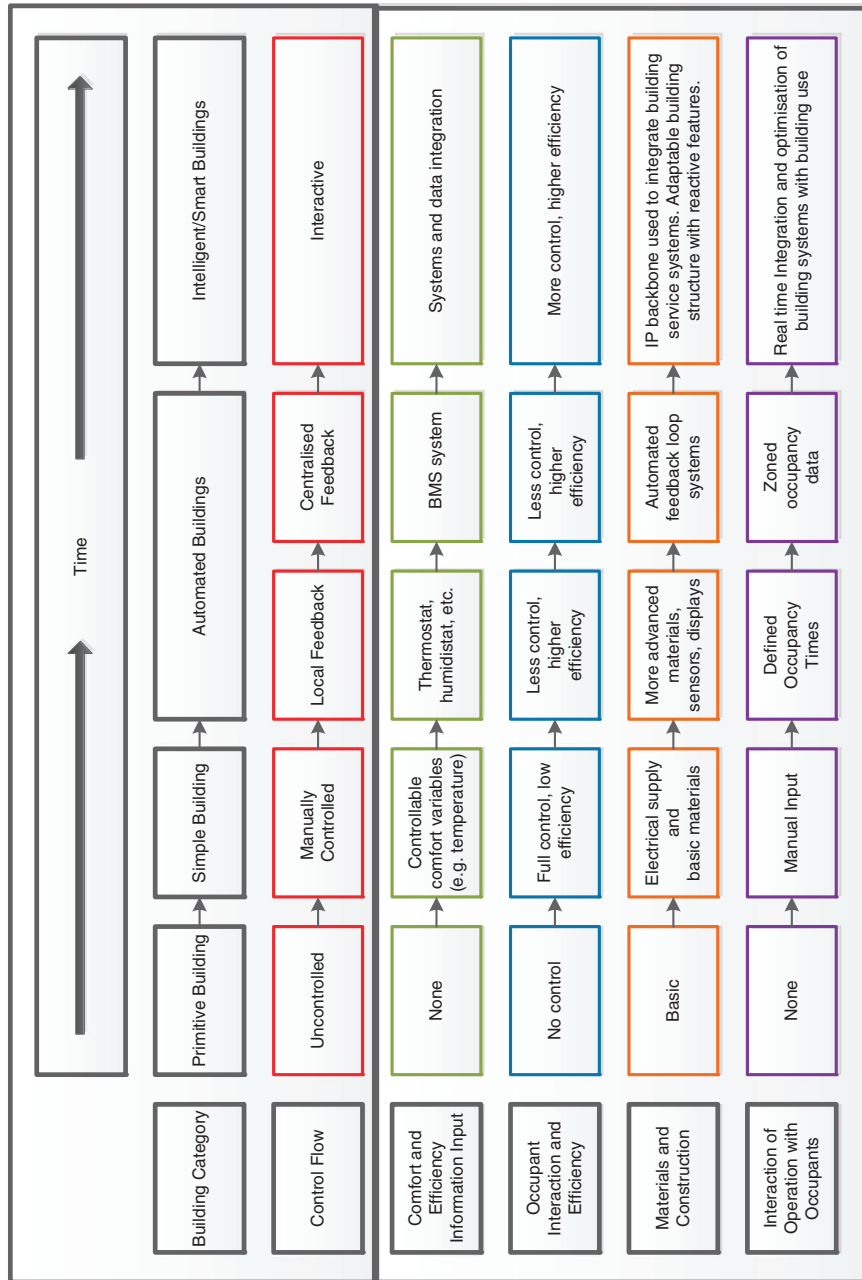 Time
Building Category
Primitive Building
Simple Building
Automated Buildings
Intelligent/Smart Buildings
Control Flow
Uncontrolled
Manually
Controlled
Local Feedback
Centralised
Feedback
Interactive
Comfort and
Efficiency
Information Input
None
Controllable
comfort variables
(e.g. temperature)
Thermostat,
humidistat, etc.
BMS system
Systems and data integration
Occupant
Interaction and
Efficiency
No control
Full control, low
efficiency
Less control,
higher
efficiency
Less control,
higher
efficiency
More control, higher efficiency
Materials and
Construction
Basic
Electrical supply
and
basic materials
More advanced
materials,
sensors, displays
Automated
feedback loop
systems
IP backbone used to integrate building
service systems. Adaptable building
structure with reactive features.
Interaction of
Operation with
Occupants
None
Manual Input
Defined
Occupancy
Times
Zoned
occupancy
data
Real time Integration and optimisation of
building systems with building use